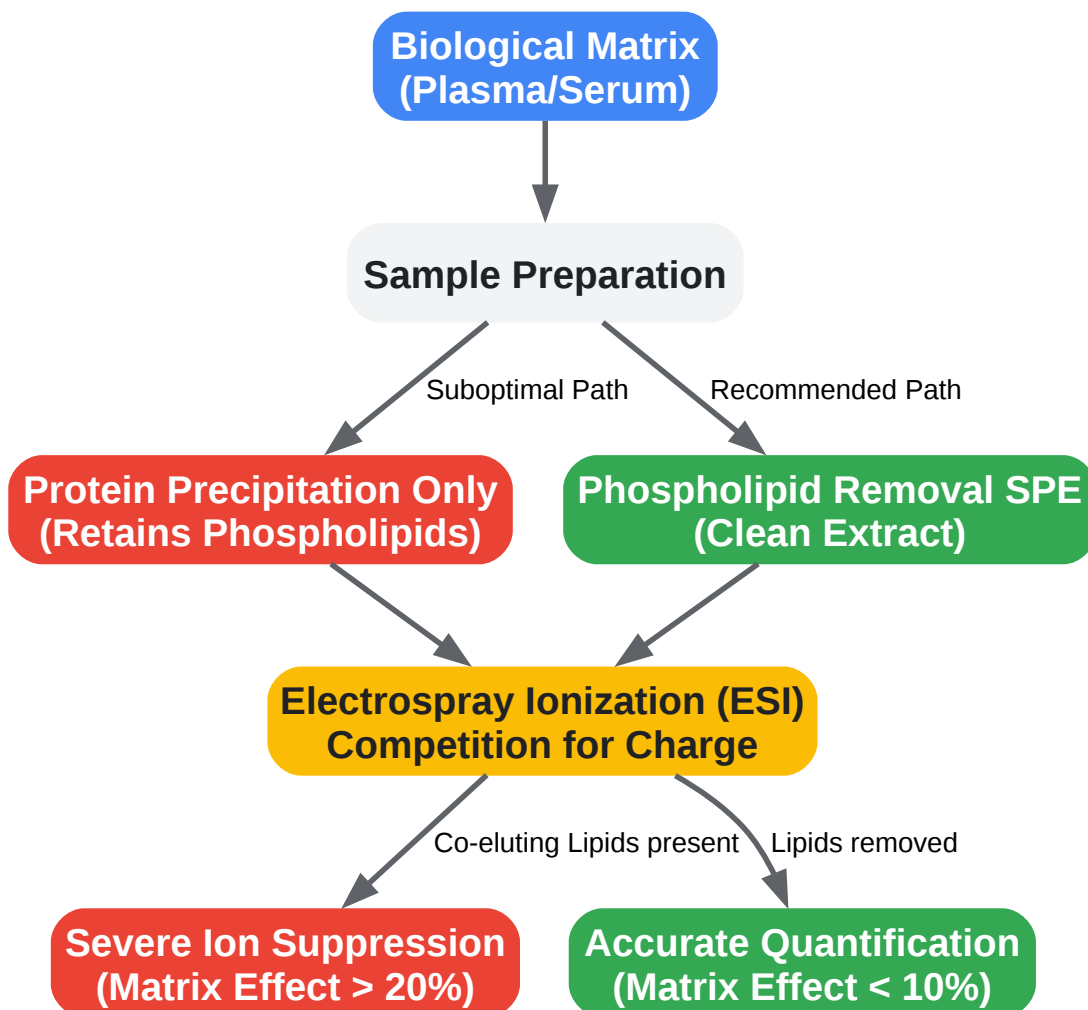 Biological Matrix
(Plasma/Serum)
Sample Preparation
Suboptimal Path
Recommended Path
Protein Precipitation Only
(Retains Phospholipids)
Phospholipid Removal SPE
(Clean Extract)
Electrospray Ionization (ESI)
Competition for Charge
Co-eluting Lipids present
Lipids removed
Severe Ion Suppression
(Matrix Effect > 20%)
Accurate Quantification
(Matrix Effect < 10%)